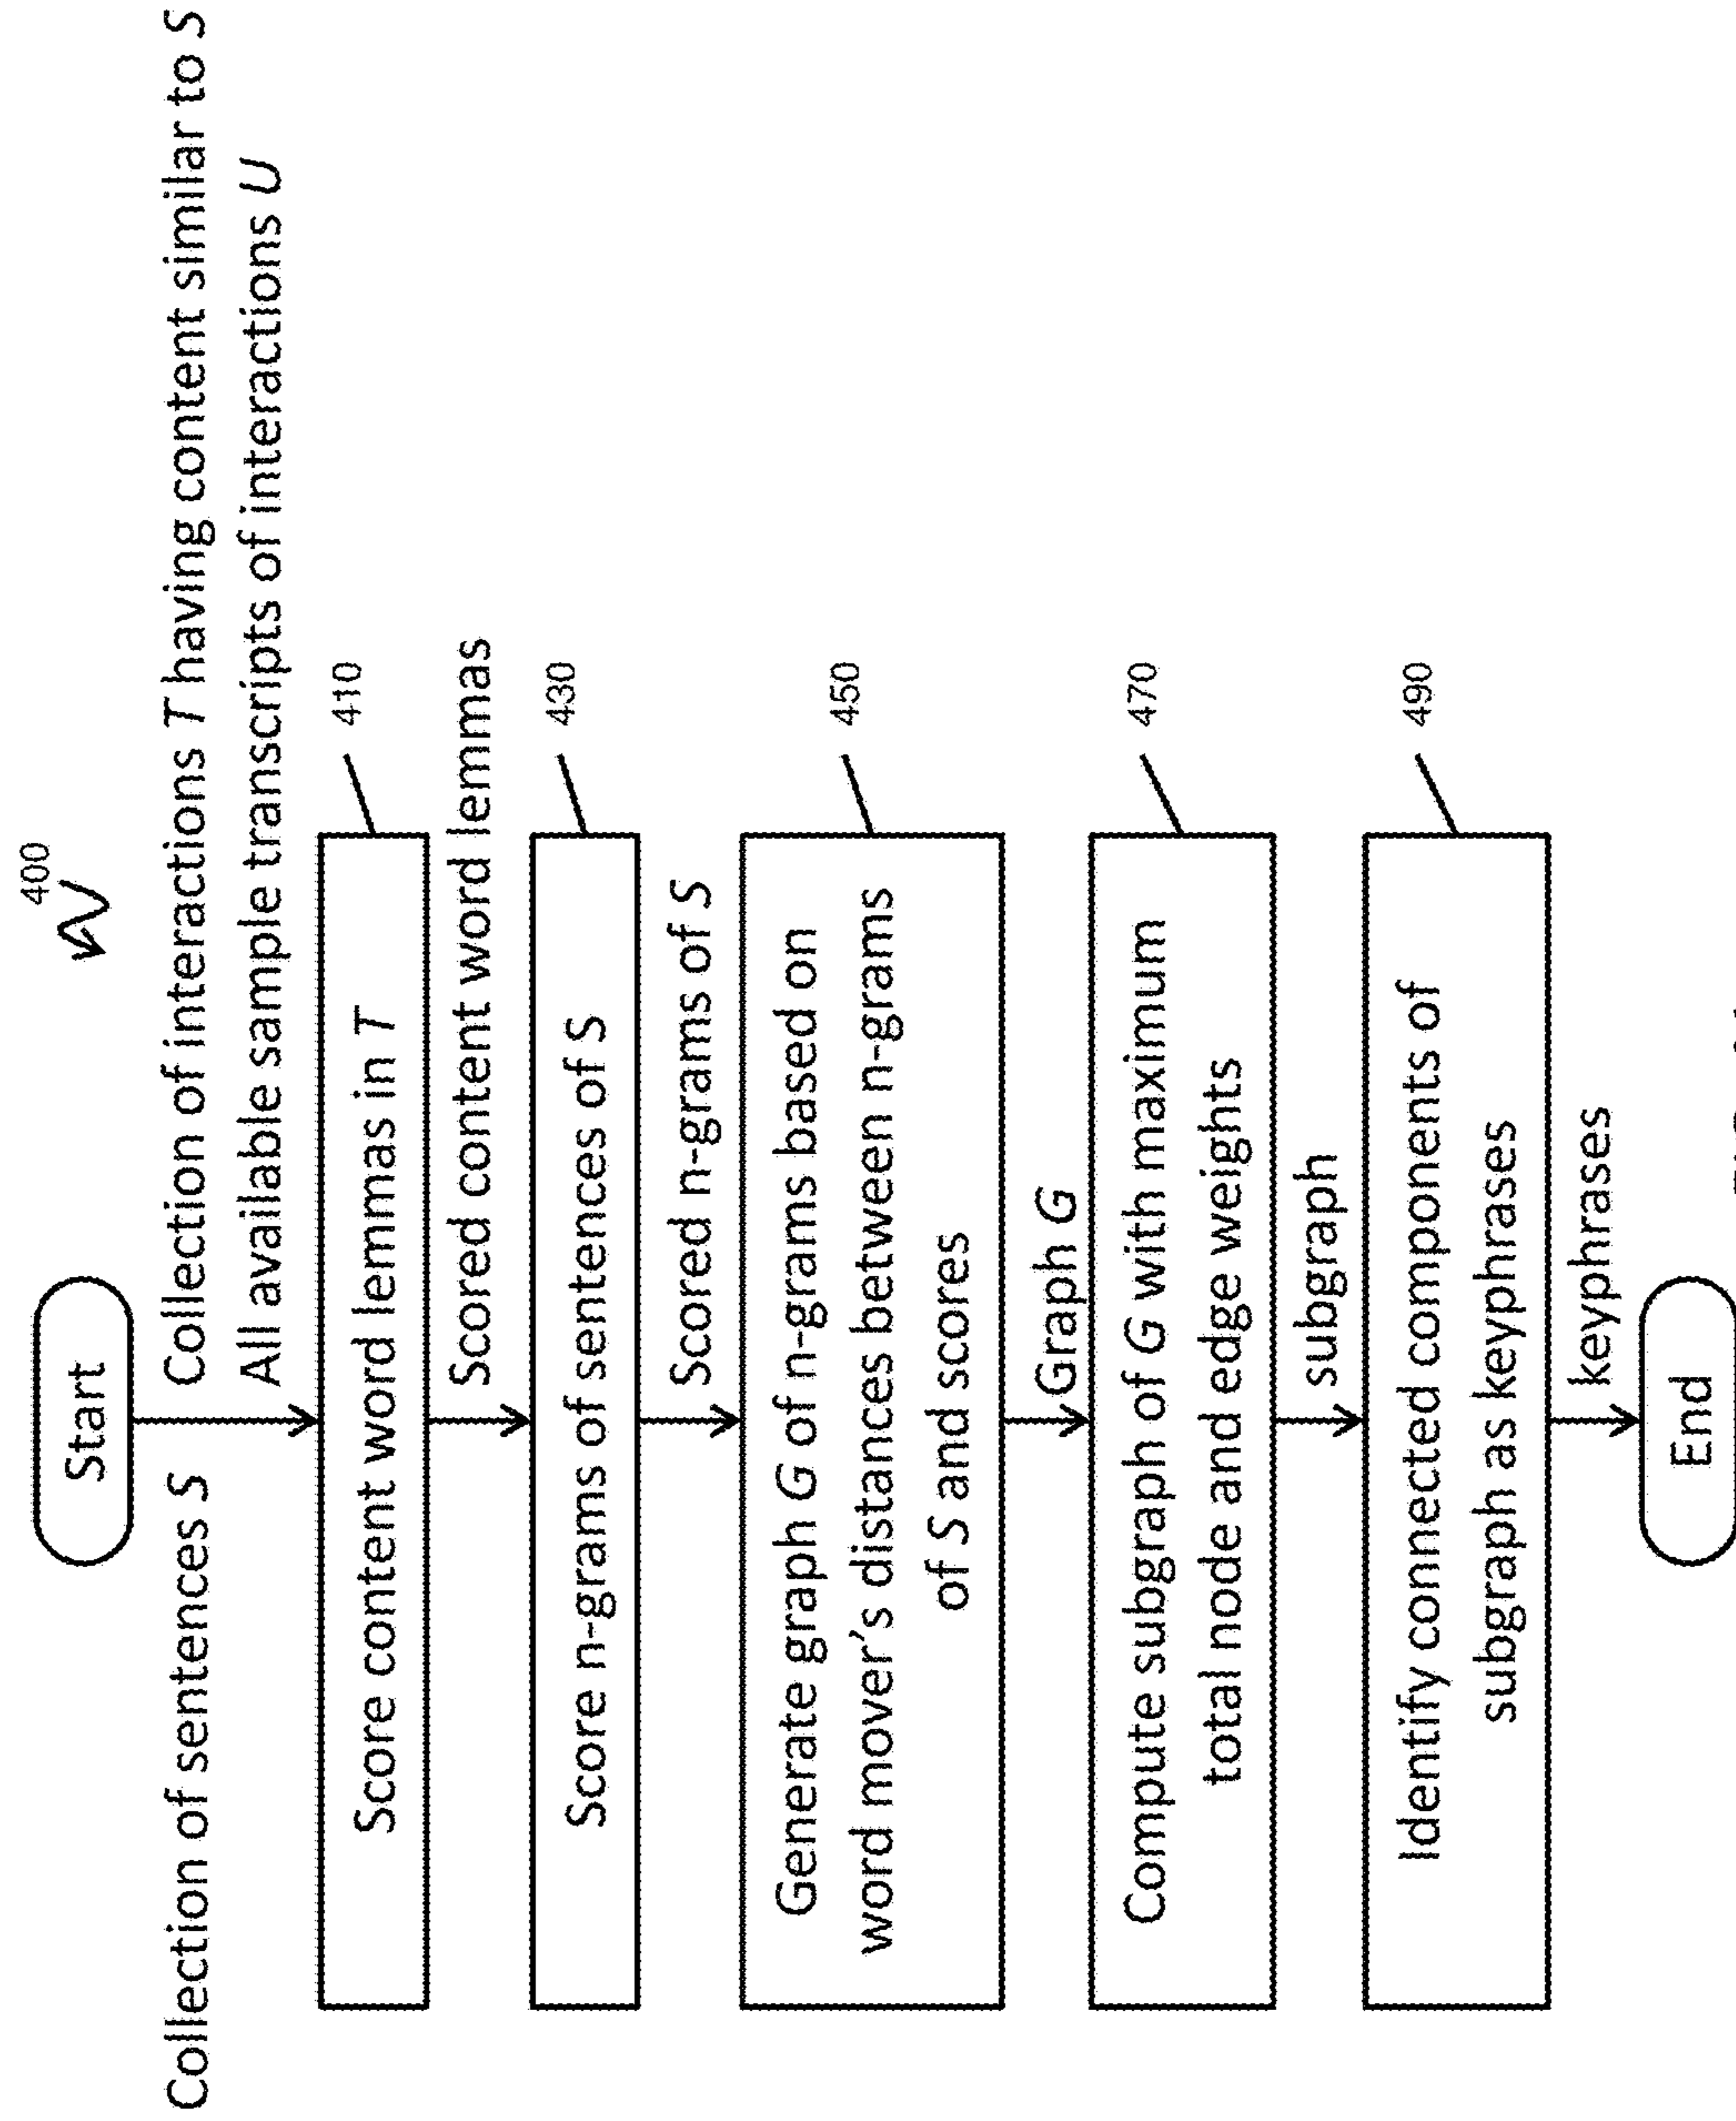 400
Start
Collection of sentences S
Collection of interactions T having content similar to S
All available sample transcripts of interactions U
410
Score content word lemmas in T
Scored content word lemmas
430
Score n-grams of sentences of S
Scored n-grams of S
450
Generate graph G of n-grams based on
word mover's distances between n-grams
of S and scores
Graph G
470
Compute subgraph of G with maximum
total node and edge weights
subgraph
490
Identify connected components of
subgraph as keyphrases
keyphrases
End